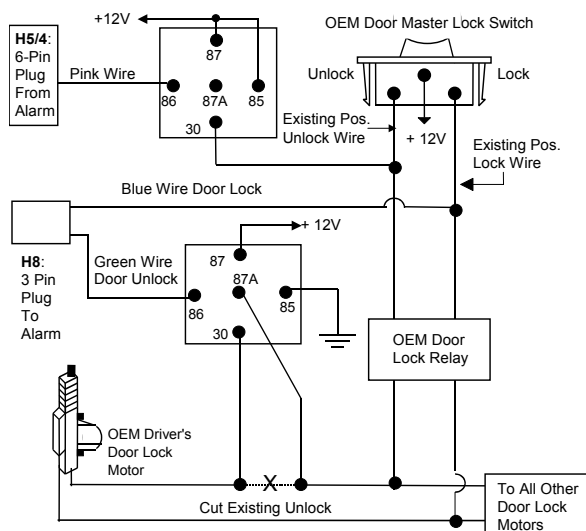 H5/4:
6-Pin
Plug
From
Alarm
Pink Wire
+12V
87
86
87A
85
30
OEM Door Master Lock Switch
Unlock
Lock
+ 12V
Existing Pos.
Unlock Wire
Existing Pos.
Lock Wire
Blue Wire Door Lock
H8:
3 Pin
Plug
To
Alarm
Green Wire
Door Unlock
+ 12V
87
87A
86
85
30
OEM Door
Lock Relay
OEM Driver's
Door Lock
Motor
X
Cut Existing Unlock
To All Other
Door Lock
Motors